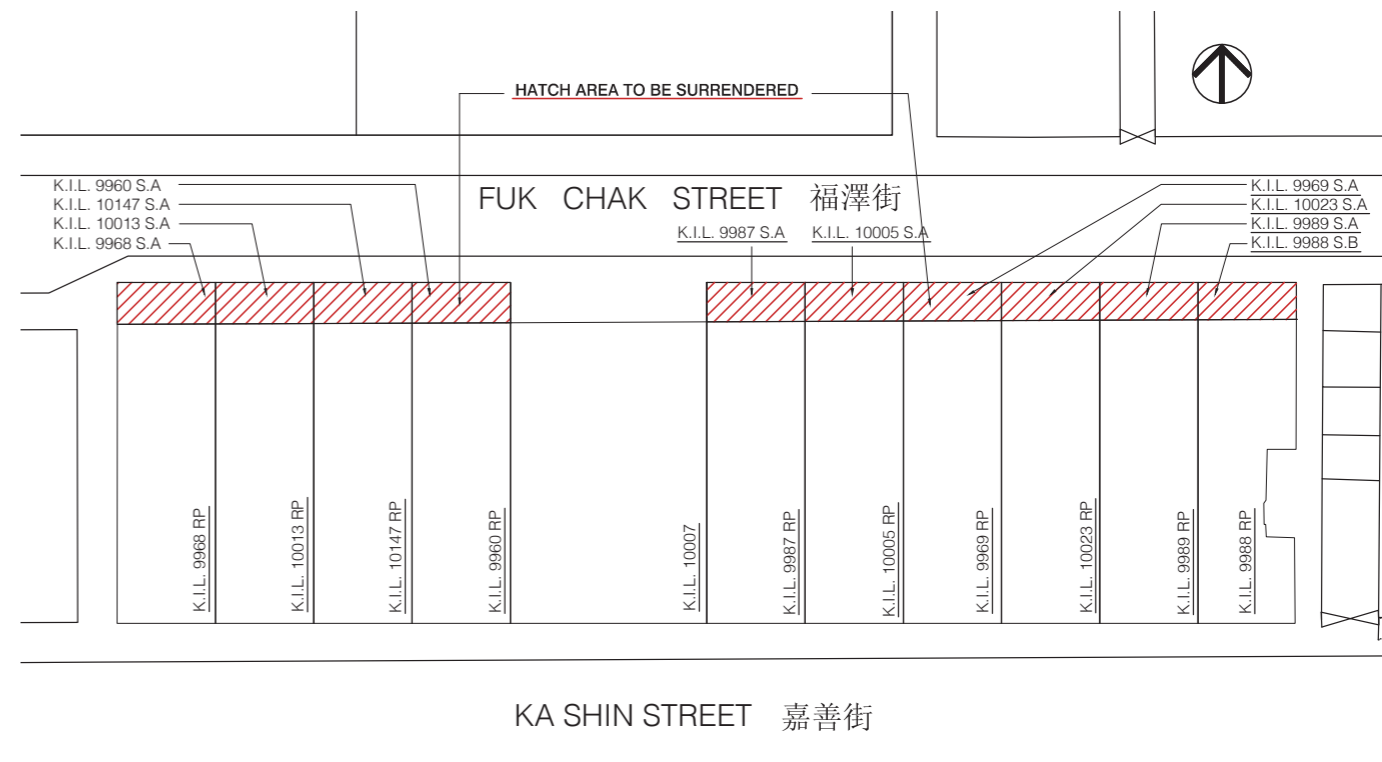 HATCH AREA TO BE SURRENDERED
K.I.L. 9960 S.A
K.I.L. 10147 S.A
K.I.L. 10013 S.A
K.I.L. 9968 S.A
FUK CHAK STREET 福澤街
K.I.L. 9987 S.A
K.I.L. 10005 S.A
K.I.L. 9969 S.A
K.I.L. 10023 S.A
K.I.L. 9989 S.A
K.I.L. 9988 S.B
K.I.L. 9968 RP
K.I.L. 10013 RP
K.I.L. 10147 RP
K.I.L. 9960 RP
K.I.L. 10007
K.I.L. 9987 RP
K.I.L. 10005 RP
K.I.L. 9969 RP
K.I.L. 10023 RP
K.I.L. 9989 RP
K.I.L. 9988 RP
KA SHIN STREET 嘉善街